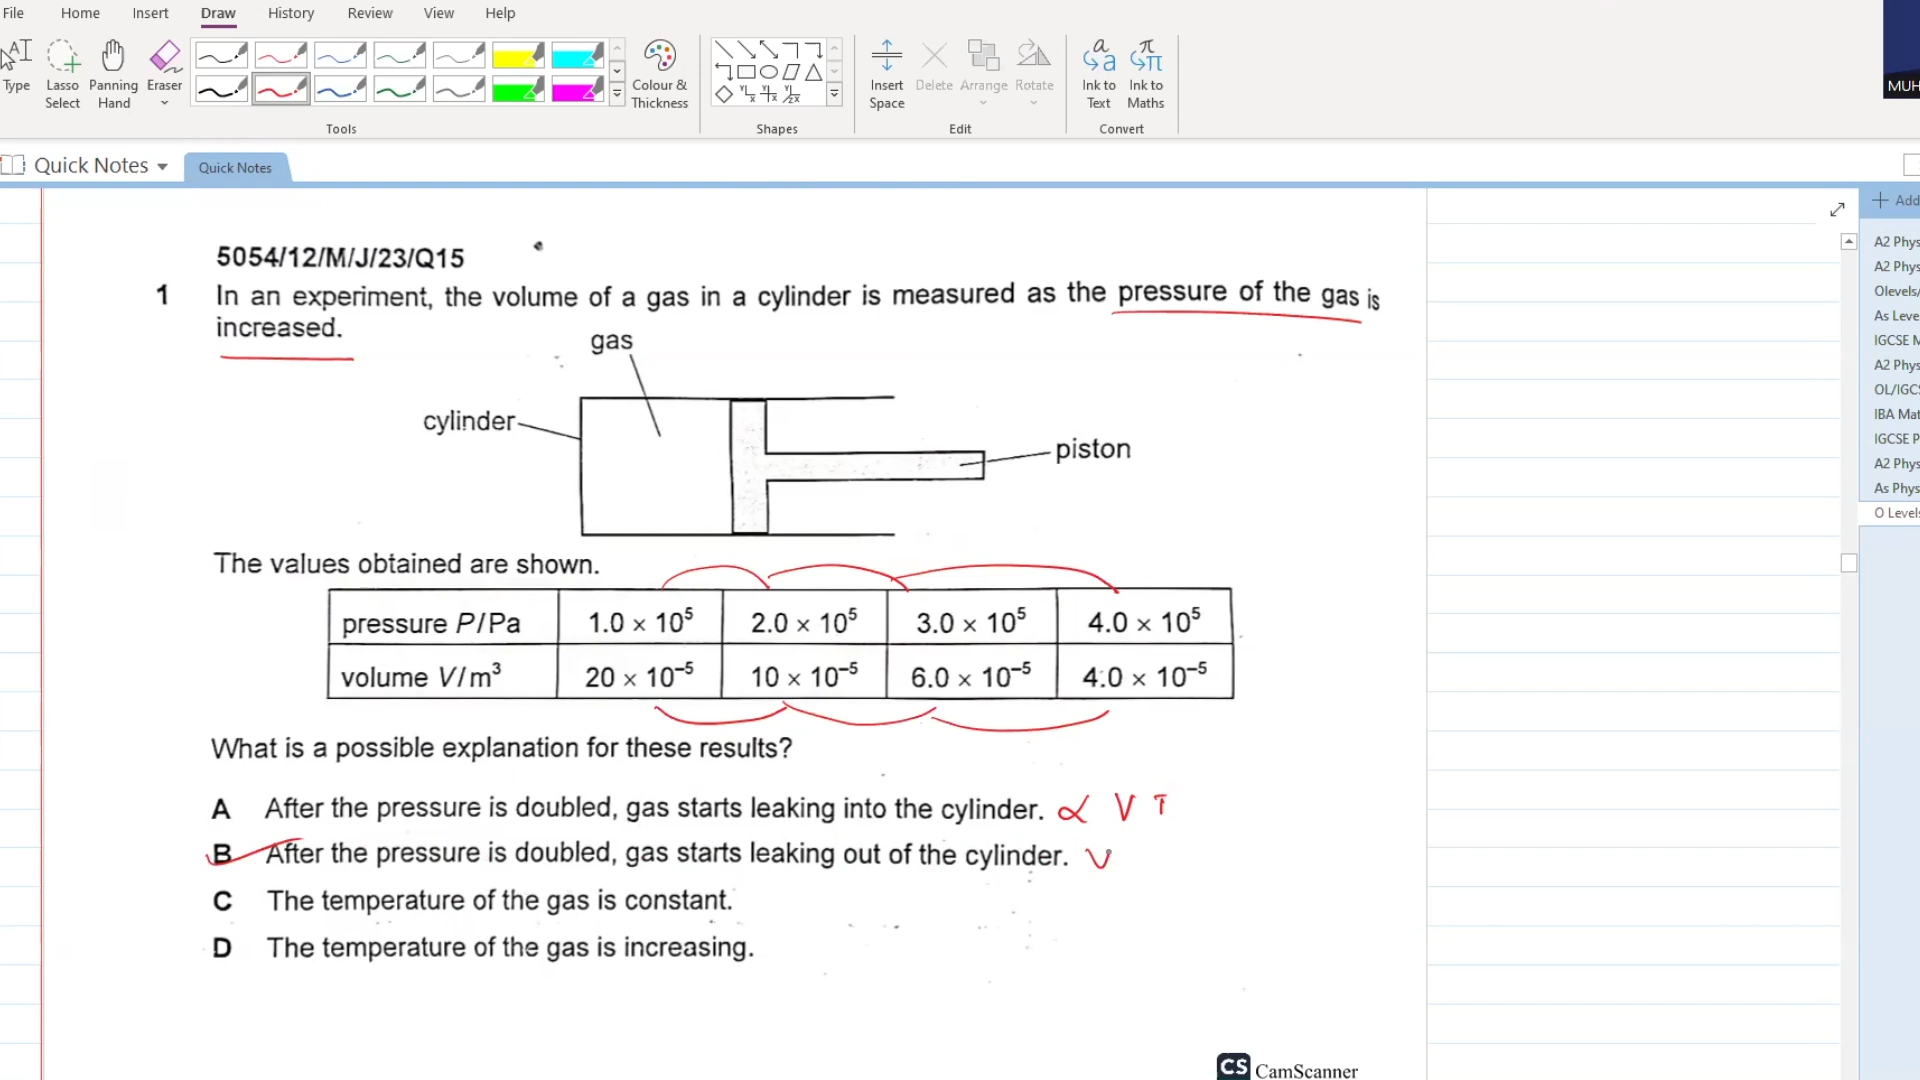 File Home Insert Draw History Review View Help
Type Lasso Select Panning Hand Eraser Colour & Thickness Insert Space Delete Arrange Rotate Ink to Text Ink to Maths
Tools Shapes Edit Convert
MUH
Quick Notes Quick Notes
Add
A2 Phys
A2 Phys
Olevels/
As Leve
IGCSE M
A2 Phys
OL/IGCS
IBA Mat
IGCSE P
A2 Phys
As Phys
O Levels
5054/12/M/J/23/Q15
1 In an experiment, the volume of a gas in a cylinder is measured as the pressure of the gas is
increased.
gas
cylinder
piston
The values obtained are shown.
pressure P/Pa 1.0 × 10⁵ 2.0 × 10⁵ 3.0 × 10⁵ 4.0 × 10⁵
volume V/m³ 20 × 10⁻⁵ 10 × 10⁻⁵ 6.0 × 10⁻⁵ 4.0 × 10⁻⁵
What is a possible explanation for these results?
A After the pressure is doubled, gas starts leaking into the cylinder. ∝ V
B After the pressure is doubled, gas starts leaking out of the cylinder. V
C The temperature of the gas is constant.
D The temperature of the gas is increasing.
CS CamScanner